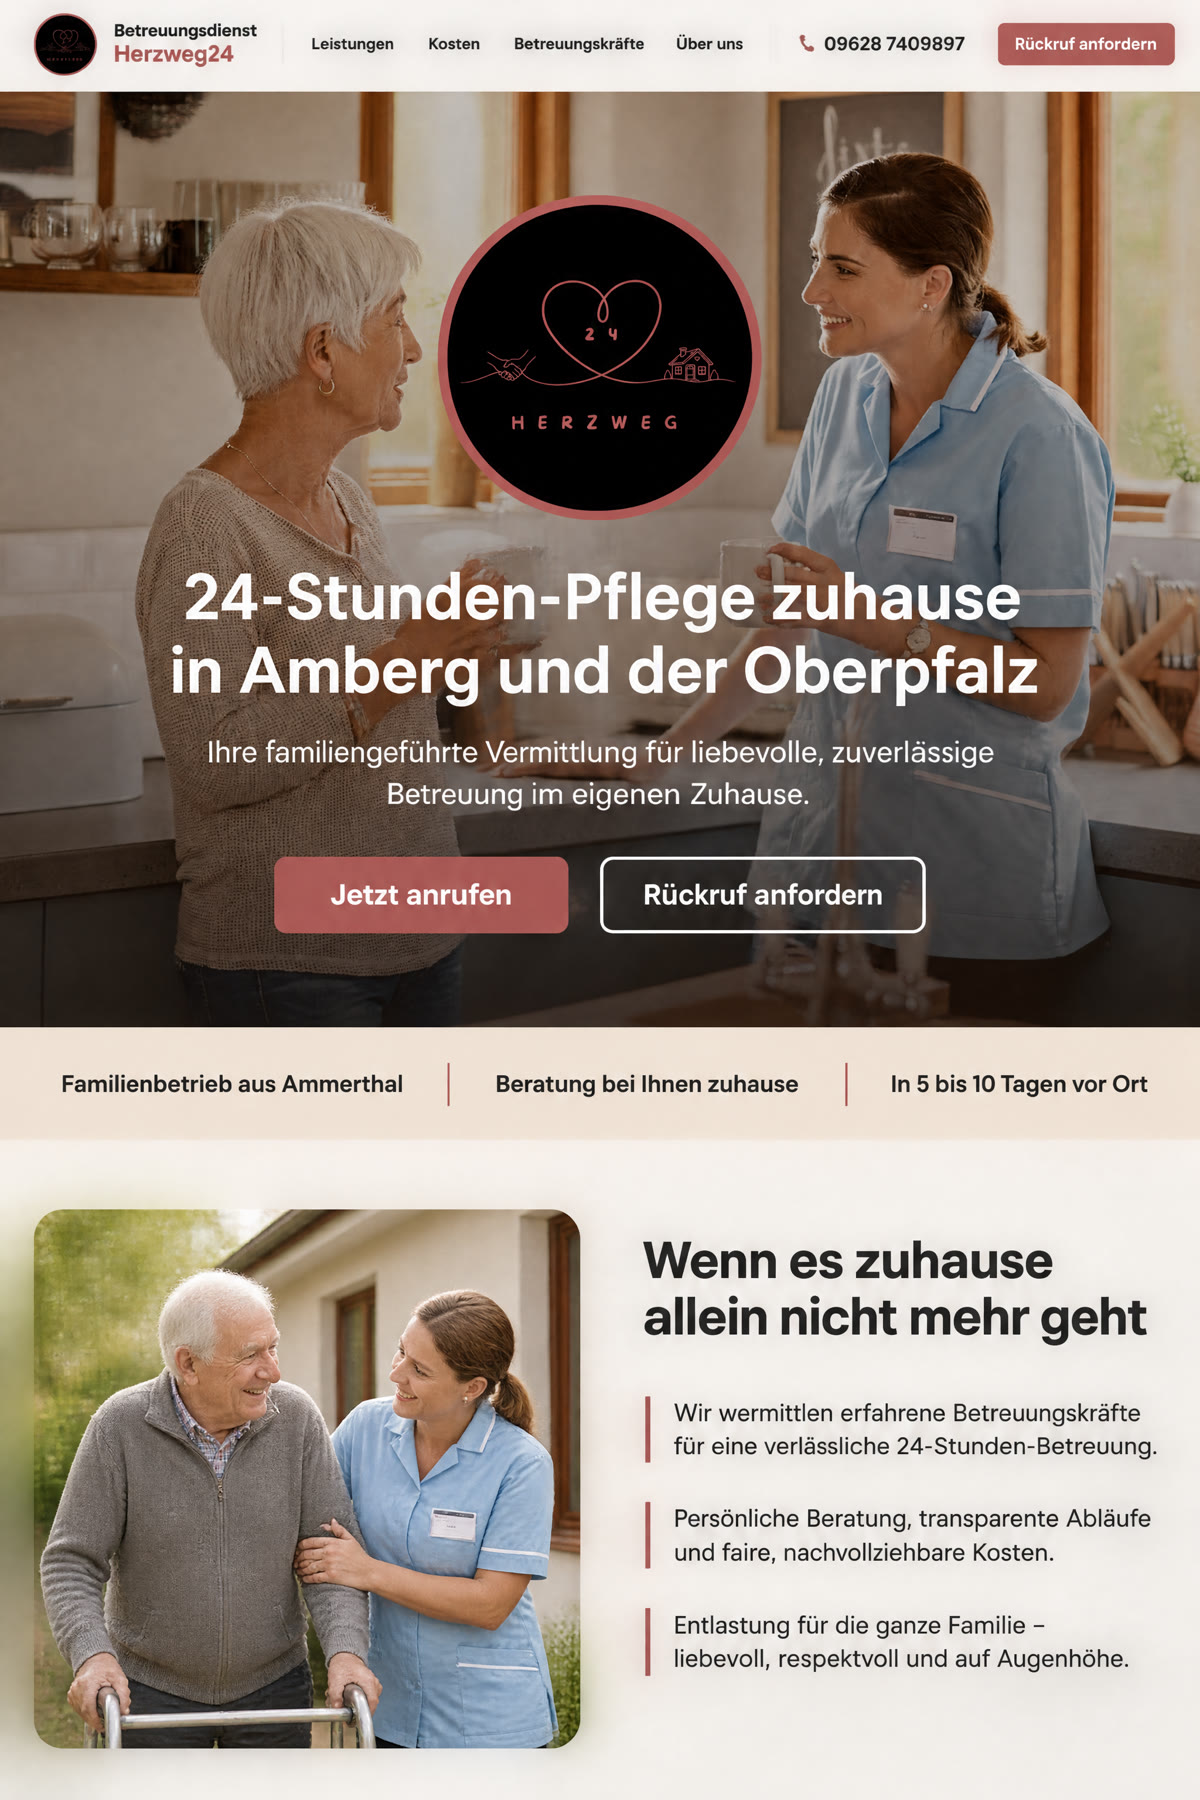 Betreuungsdienst
Herzweg24
Leistungen
Kosten
Betreuungskräfte
Über uns
09628 7409897
Rückruf anfordern
24
HERZWEG
24-Stunden-Pflege zuhause
in Amberg und der Oberpfalz
Ihre familiengeführte Vermittlung für liebevolle, zuverlässige
Betreuung im eigenen Zuhause.
Jetzt anrufen
Rückruf anfordern
Familienbetrieb aus Ammerthal
Beratung bei Ihnen zuhause
In 5 bis 10 Tagen vor Ort
Wenn es zuhause
allein nicht mehr geht
Wir wermittlen erfahrene Betreuungskräfte
für eine verlässliche 24-Stunden-Betreuung.
Persönliche Beratung, transparente Abläufe
und faire, nachvollziehbare Kosten.
Entlastung für die ganze Familie –
liebevoll, respektvoll und auf Augenhöhe.